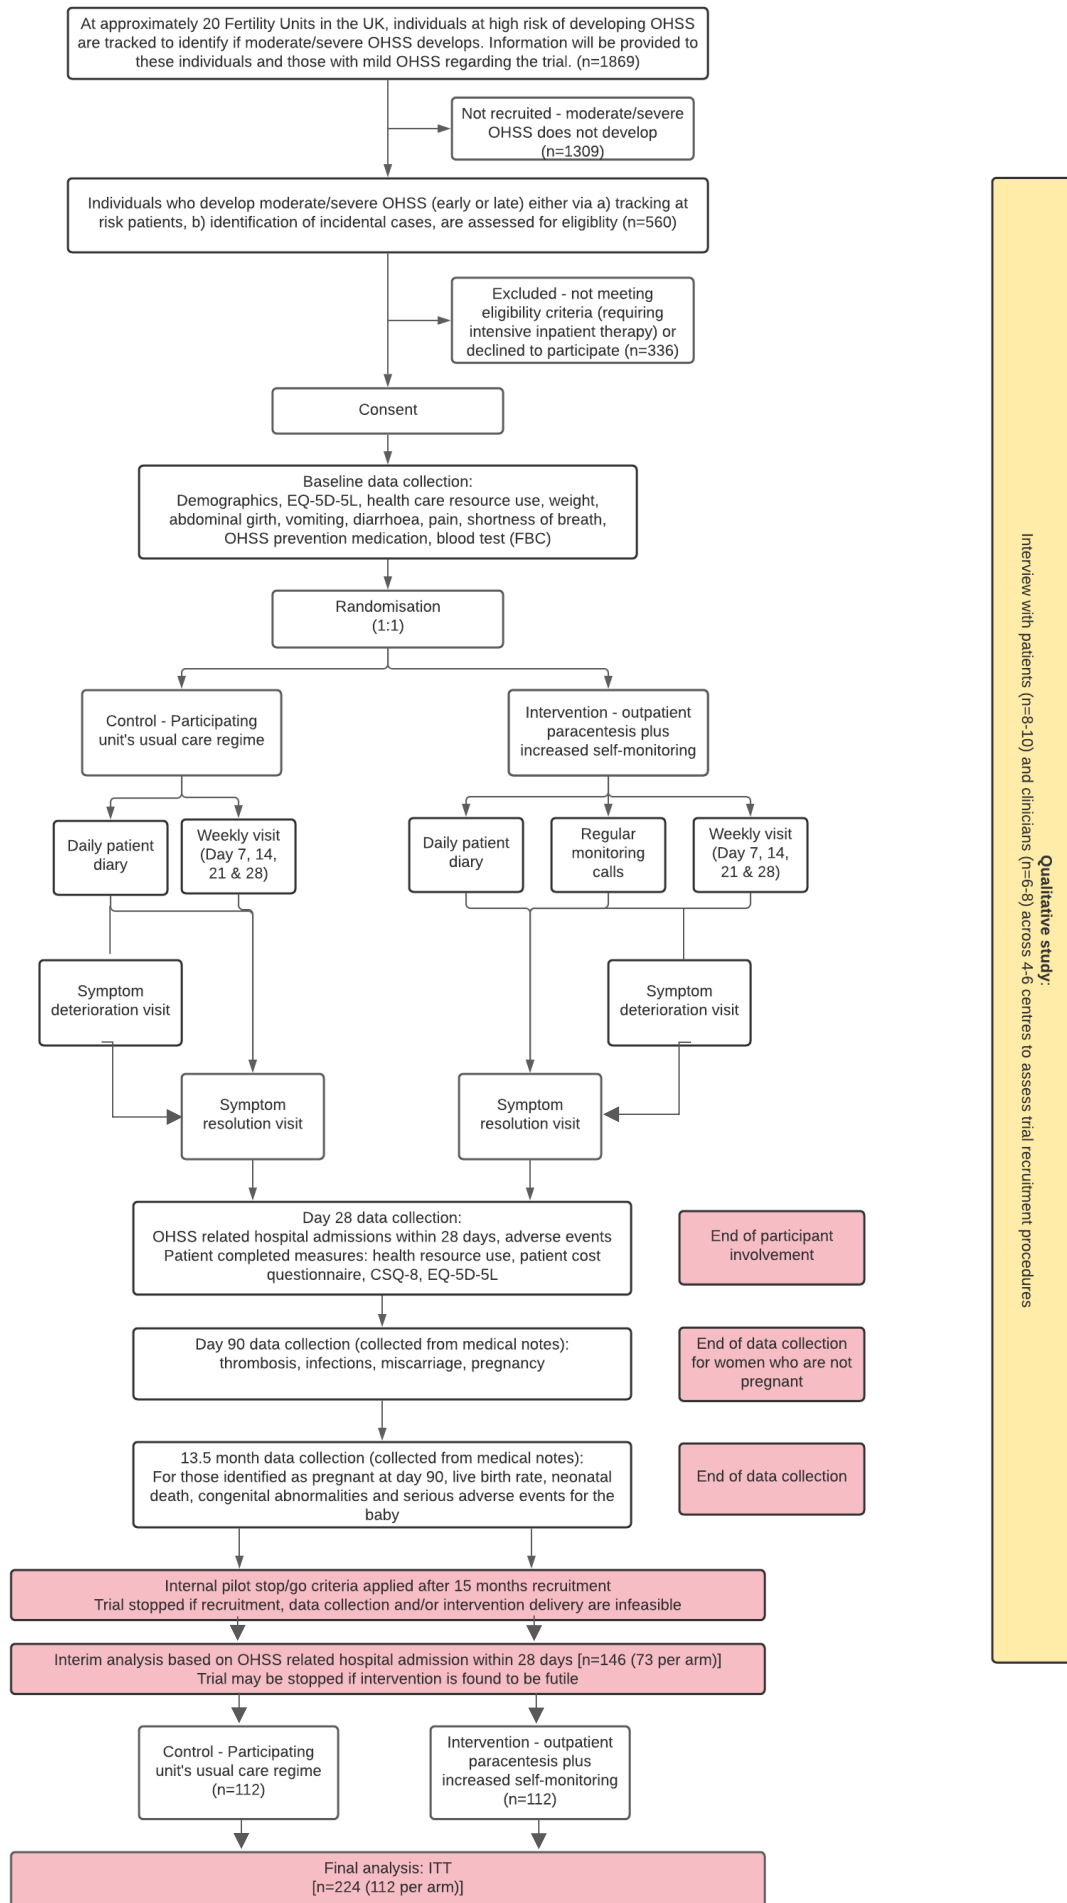 At approximately 20 Fertility Units in the UK, individuals at high risk of developing OHSS
are tracked to identify if moderate/severe OHSS develops. Information will be provided to
these individuals and those with mild OHSS regarding the trial. (n=1869)
Not recruited - moderate/severe
OHSS does not develop
(n=1309)
Individuals who develop moderate/severe OHSS (early or late) either via a) tracking at
risk patients, b) identification of incidental cases, are assessed for eligiblity (n=560)
Excluded - not meeting
eligibility criteria (requiring
intensive inpatient therapy) or
declined to participate (n=336)
Consent
Baseline data collection:
Demographics, EQ-5D-5L, health care resource use, weight,
abdominal girth, vomiting, diarrhoea, pain, shortness of breath,
OHSS prevention medication, blood test (FBC)
Randomisation
(1:1)
Control - Participating
unit's usual care regime
Intervention - outpatient
paracentesis plus
increased self-monitoring
Daily patient
diary
Weekly visit
(Day 7, 14,
21 & 28)
Daily patient
diary
Regular
monitoring
calls
Weekly visit
(Day 7, 14,
21 & 28)
Symptom
deterioration visit
Symptom
deterioration visit
Symptom
resolution visit
Symptom
resolution visit
Day 28 data collection:
OHSS related hospital admissions within 28 days, adverse events
Patient completed measures: health resource use, patient cost
questionnaire, CSQ-8, EQ-5D-5L
End of participant
involvement
Day 90 data collection (collected from medical notes):
thrombosis, infections, miscarriage, pregnancy
End of data collection
for women who are not
pregnant
13.5 month data collection (collected from medical notes):
For those identified as pregnant at day 90, live birth rate, neonatal
death, congenital abnormalities and serious adverse events for the
baby
End of data collection
Internal pilot stop/go criteria applied after 15 months recruitment
Trial stopped if recruitment, data collection and/or intervention delivery are infeasible
Interim analysis based on OHSS related hospital admission within 28 days [n=146 (73 per arm)]
Trial may be stopped if intervention is found to be futile
Control - Participating
unit's usual care regime
(n=112)
Intervention - outpatient
paracentesis plus
increased self-monitoring
(n=112)
Final analysis: ITT
[n=224 (112 per arm)]
Qualitative study:
Interview with patients (n=8-10) and clinicians (n=6-8) across 4-6 centres to assess trial recruitment procedures